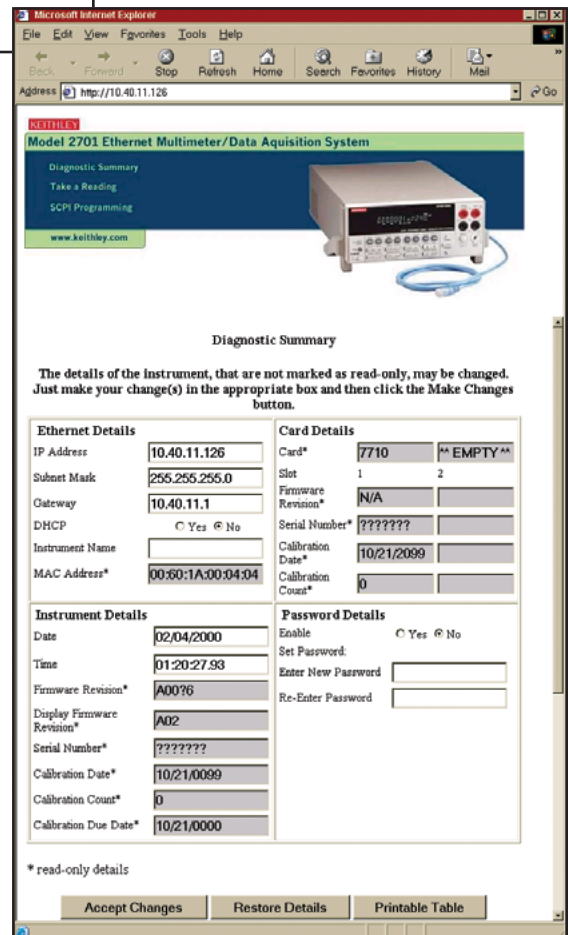 Microsoft Internet Explorer
File Edit View Favorites Tools Help
Back Forward Stop Refresh Home Search Favorites History Mail
Address http://10.40.11.126 Go
KEITHLEY
Model 2701 Ethernet Multimeter/Data Aquisition System
Diagnostic Summary
Take a Reading
SCPI Programming
www.keithley.com
Diagnostic Summary
The details of the instrument, that are not marked as read-only, may be changed.
Just make your change(s) in the appropriate box and then click the Make Changes
button.
Ethernet Details
IP Address 10.40.11.126
Subnet Mask 255.255.255.0
Gateway 10.40.11.1
DHCP Yes No
Instrument Name
MAC Address* 00:60:1A:00:04:04
Card Details
Card* 7710 ** EMPTY **
Slot 1 2
Firmware
Revision* N/A
Serial Number* ???????
Calibration
Date* 10/21/2099
Calibration
Count* 0
Instrument Details
Date 02/04/2000
Time 01:20:27.93
Firmware Revision* A00?6
Display Firmware
Revision* A02
Serial Number* ???????
Calibration Date* 10/21/0099
Calibration Count* 0
Calibration Due Date* 10/21/0000
Password Details
Enable Yes No
Set Password:
Enter New Password
Re-Enter Password
* read-only details
Accept Changes Restore Details Printable Table